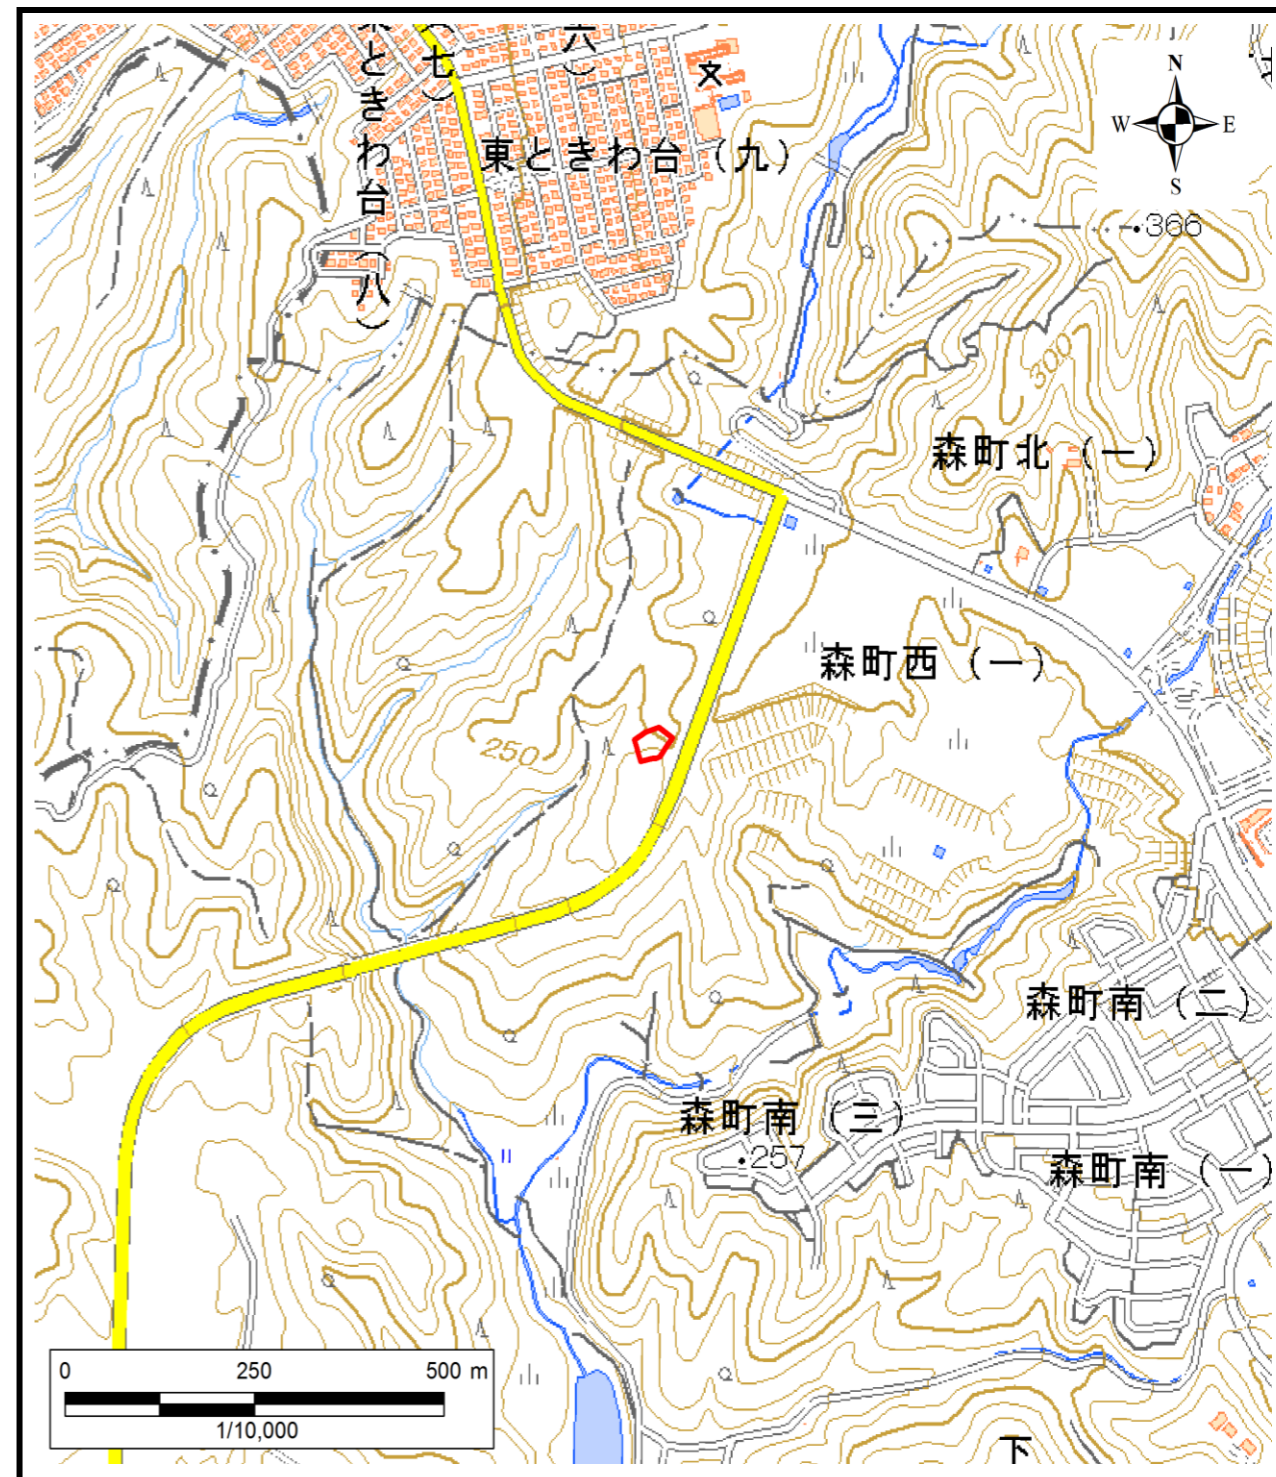 東ときわ台（八）
七）
六）
文
東ときわ台（九）
N
W
E
S
366
300
森町北（一）
森町西（一）
250
森町南（二）
森町南（三）
257
森町南（一）
下
0 250 500 m
1/10,000